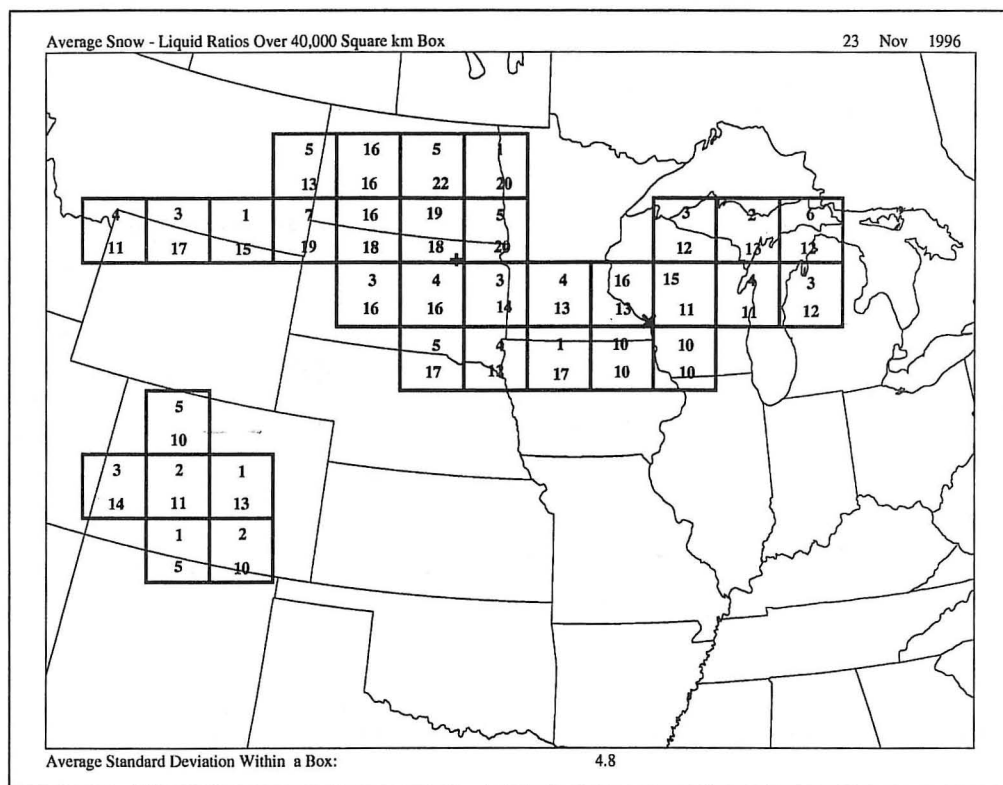 Average Snow - Liquid Ratios Over 40,000 Square km Box 23 Nov 1996
5 16 5 1
13 16 22 20
4 3 1 7 16 19 5 3 2 6
11 17 15 19 18 18 20 12 13 12
3 4 3 4 16 15 4 3
16 16 14 13 13 11 11 12
5 4 1 10 10
17 13 17 10 10
5
10
3 2 1
14 11 13
1 2
5 10
Average Standard Deviation Within a Box: 4.8